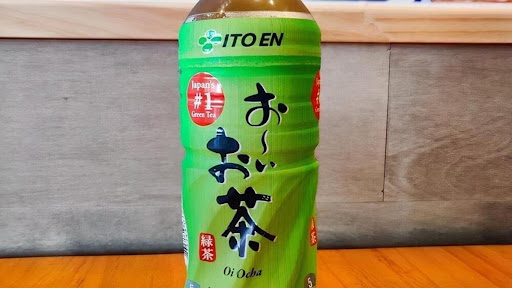 ITO EN
Japan's
#1
Green Tea
お～い
お茶
緑茶
Oi Ocha